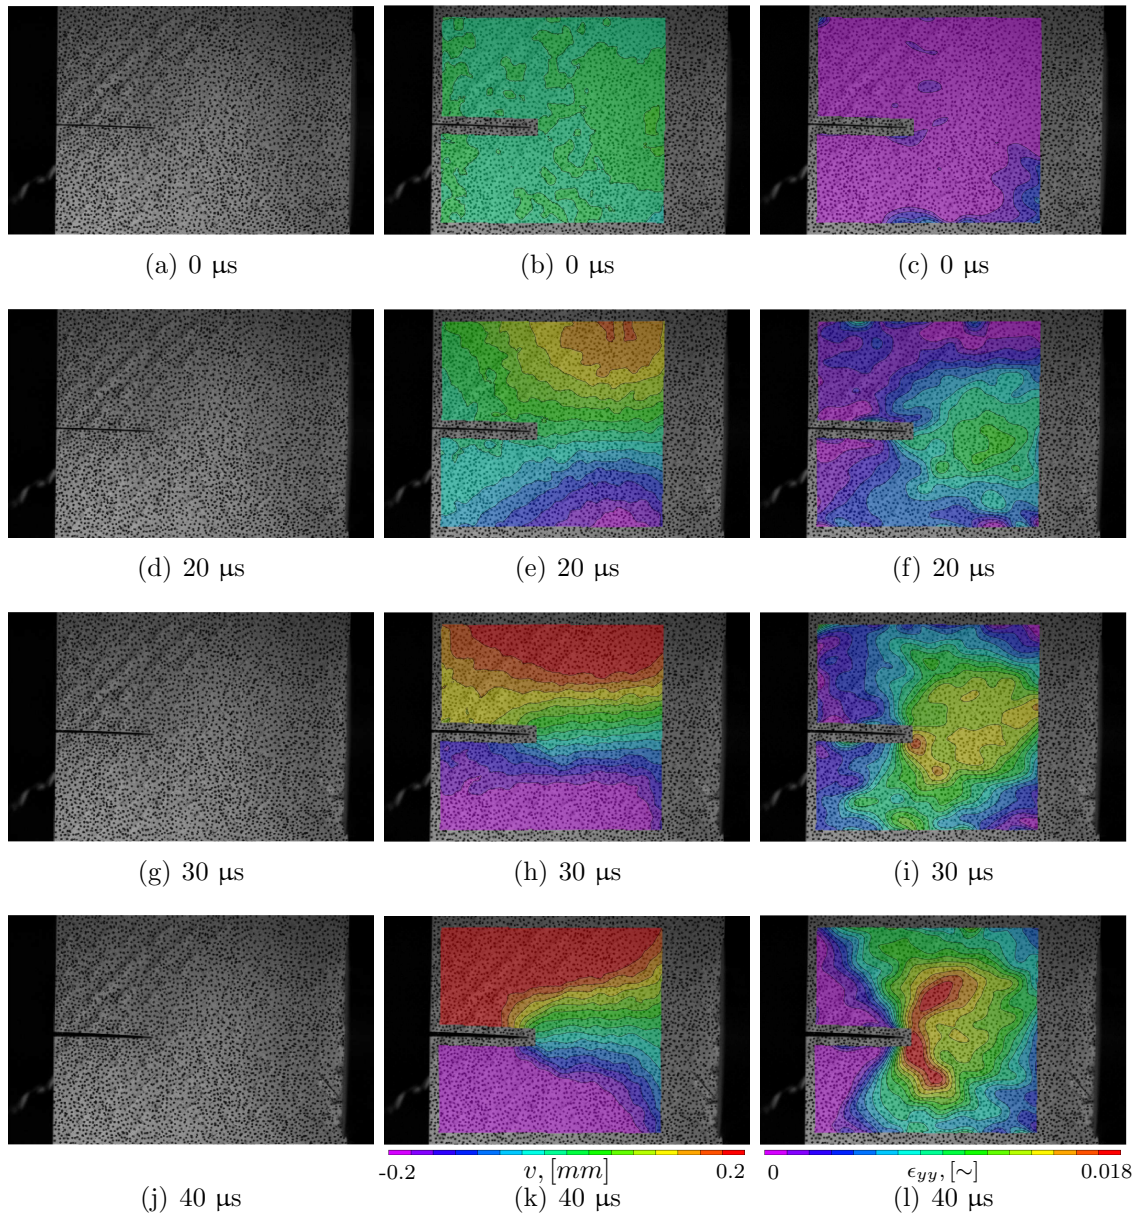 (a) 0 μs
(b) 0 μs
(c) 0 μs
(d) 20 μs
(e) 20 μs
(f) 20 μs
(g) 30 μs
(h) 30 μs
(i) 30 μs
-0.2 v, [mm] 0.2
0 ϵyy, [~] 0.018
(j) 40 μs
(k) 40 μs
(l) 40 μs